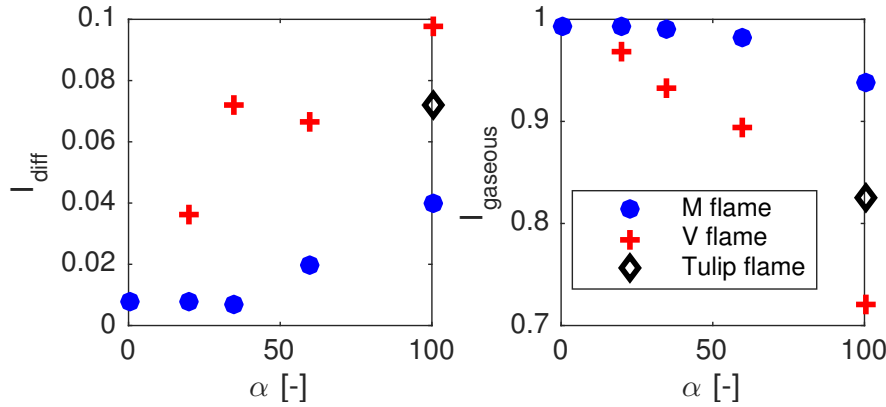 0.1
0.08
0.06
0.04
0.02
0
I_diff
0 50 100
α [-]
1
0.9
0.8
0.7
I_gaseous
M flame
V flame
Tulip flame
0 50 100
α [-]